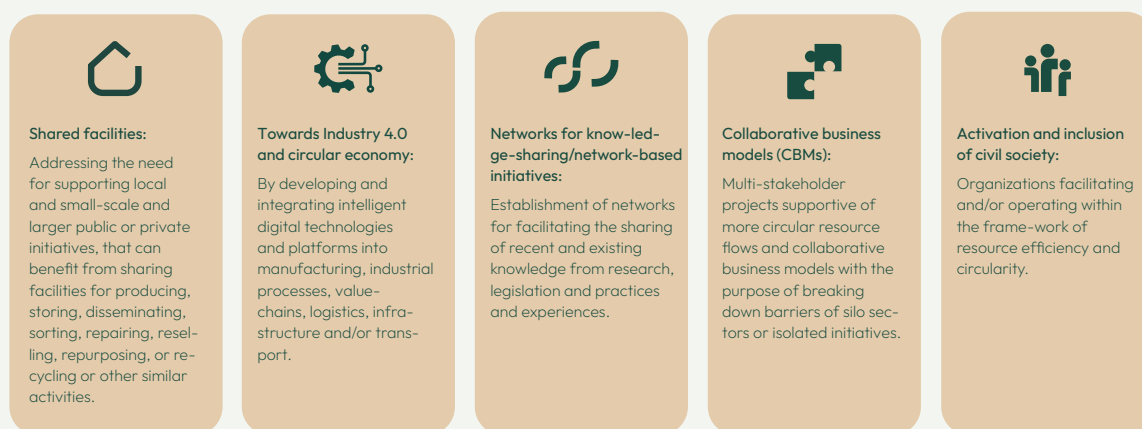 Shared facilities:
Addressing the need
for supporting local
and small-scale and
larger public or private
initiatives, that can
benefit from sharing
facilities for producing,
storing, disseminating,
sorting, repairing, resel-
ling, repurposing, or re-
cycling or other similar
activities.
Towards Industry 4.0
and circular economy:
By developing and
integrating intelligent
digital technologies
and platforms into
manufacturing, industrial
processes, value-
chains, logistics, infra-
structure and/or trans-
port.
Networks for know-led-
ge-sharing/network-based
initiatives:
Establishment of networks
for facilitating the sharing
of recent and existing
knowledge from research,
legislation and practices
and experiences.
Collaborative business
models (CBMs):
Multi-stakeholder
projects supportive of
more circular resource
flows and collaborative
business models with the
purpose of breaking
down barriers of silo sec-
tors or isolated initiatives.
Activation and inclusion
of civil society:
Organizations facilitating
and/or operating within
the frame-work of
resource efficiency and
circularity.